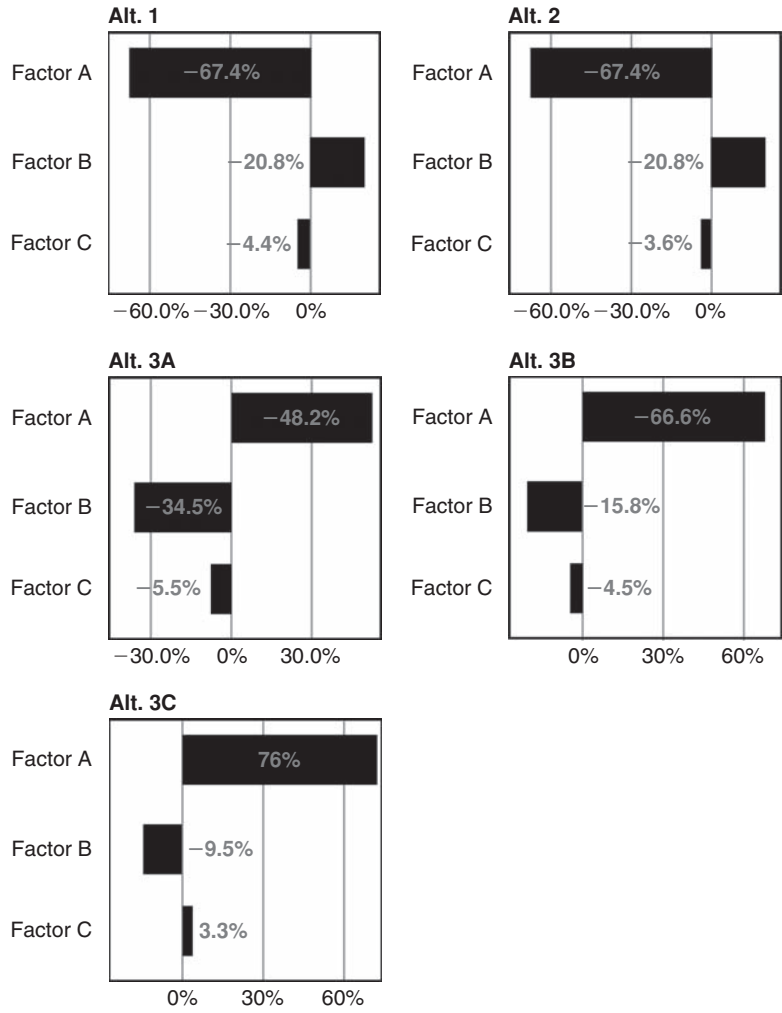 Alt. 1
Factor A
−67.4%
Factor B
−20.8%
Factor C
−4.4%
−60.0% −30.0% 0%
Alt. 2
Factor A
−67.4%
Factor B
−20.8%
Factor C
−3.6%
−60.0% −30.0% 0%
Alt. 3A
Factor A
−48.2%
Factor B
−34.5%
Factor C
−5.5%
−30.0% 0% 30.0%
Alt. 3B
Factor A
−66.6%
Factor B
−15.8%
Factor C
−4.5%
0% 30% 60%
Alt. 3C
Factor A
76%
Factor B
−9.5%
Factor C
3.3%
0% 30% 60%